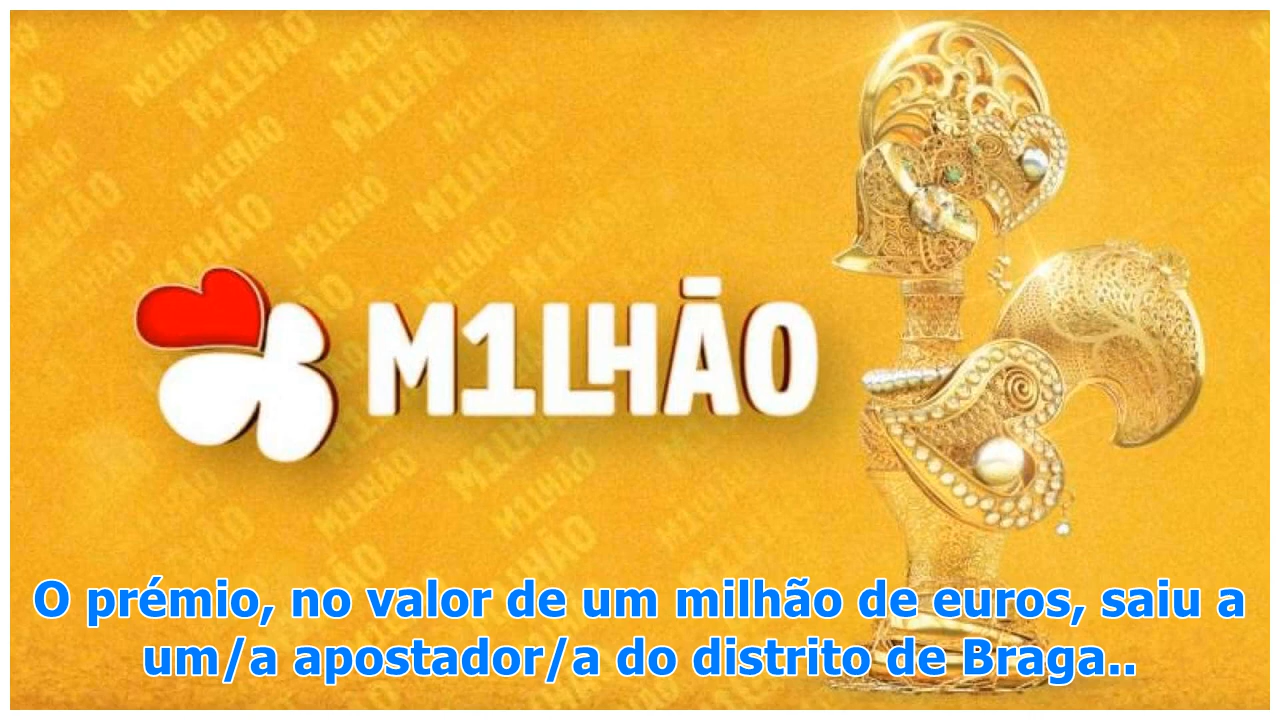 M1LHÃO
O prémio, no valor de um milhão de euros, saiu a
um/a apostador/a do distrito de Braga..